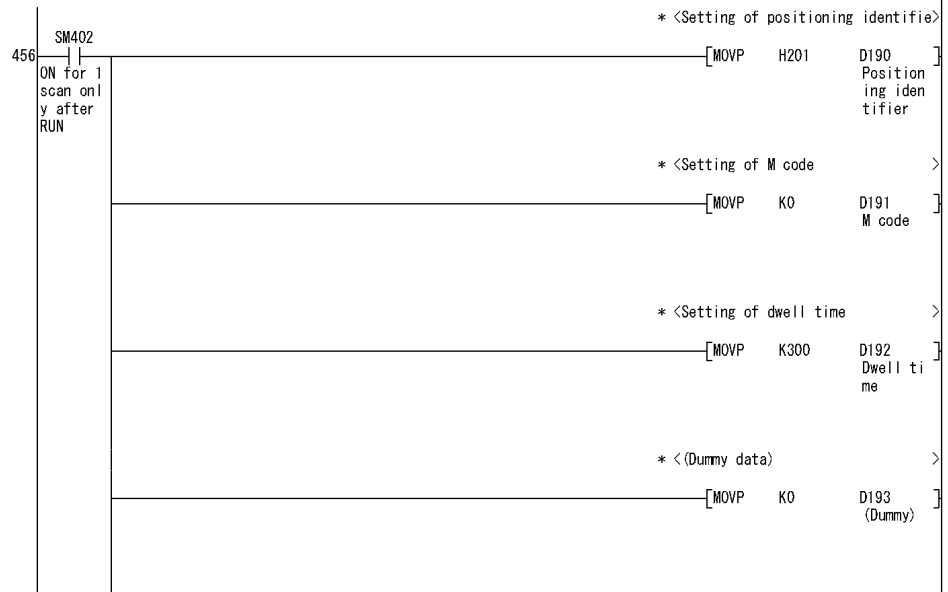 * <Setting of positioning identifie>
SM402
456
[MOVP H201 D190 ]
ON for 1
scan onl
y after
RUN
Position
ing iden
tifier
* <Setting of M code >
[MOVP K0 D191 ]
M code
* <Setting of dwell time >
[MOVP K300 D192 ]
Dwell ti
me
* <(Dummy data) >
[MOVP K0 D193 ]
(Dummy)